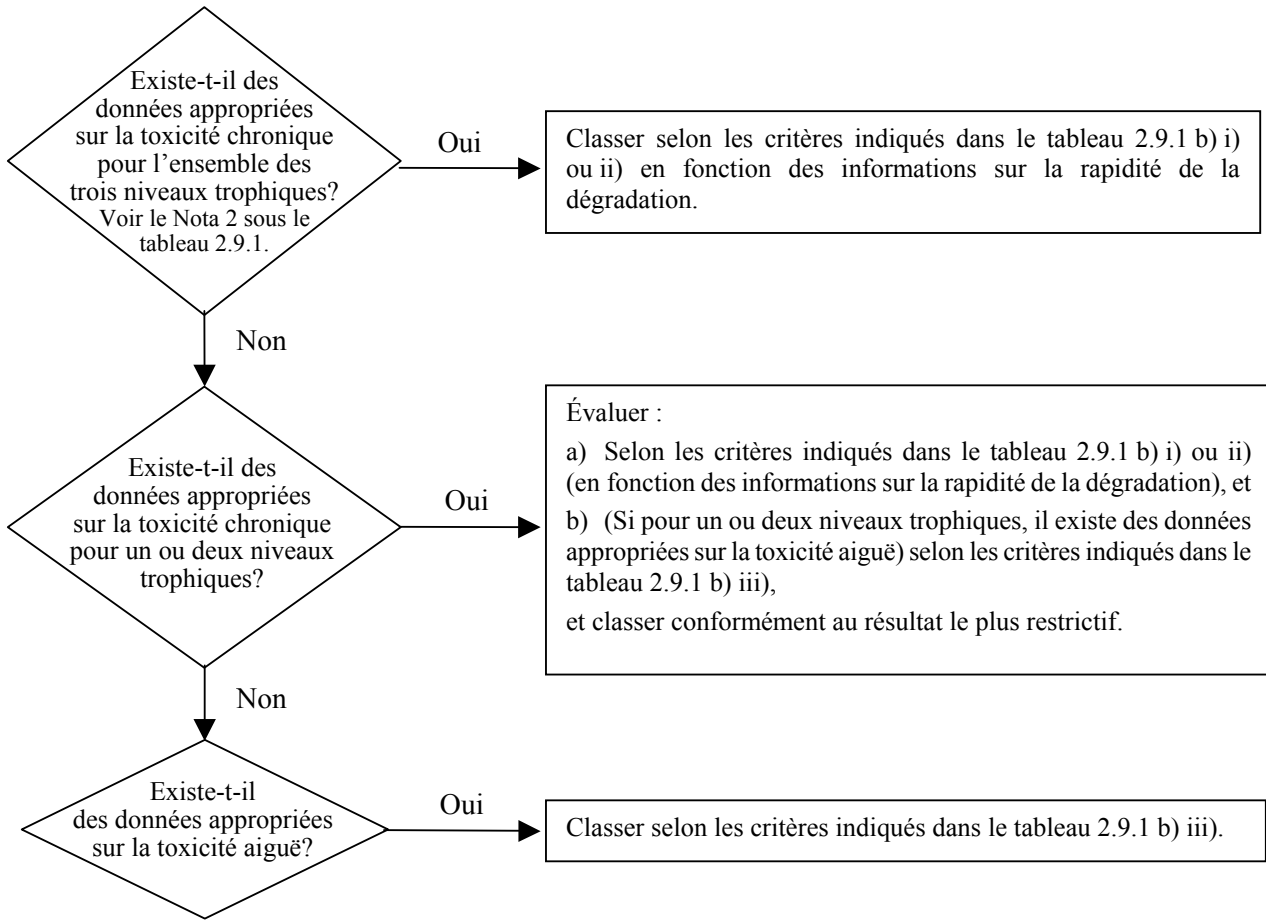 Existe-t-il des
données appropriées
sur la toxicité chronique
pour l’ensemble des
trois niveaux trophiques?
Voir le Nota 2 sous le
tableau 2.9.1.
Oui
Classer selon les critères indiqués dans le tableau 2.9.1 b) i)
ou ii) en fonction des informations sur la rapidité de la
dégradation.
Non
Existe-t-il des
données appropriées
sur la toxicité chronique
pour un ou deux niveaux
trophiques?
Oui
Évaluer :
a) Selon les critères indiqués dans le tableau 2.9.1 b) i) ou ii)
(en fonction des informations sur la rapidité de la dégradation), et
b) (Si pour un ou deux niveaux trophiques, il existe des données
appropriées sur la toxicité aiguë) selon les critères indiqués dans le
tableau 2.9.1 b) iii),
et classer conformément au résultat le plus restrictif.
Non
Existe-t-il
des données appropriées
sur la toxicité aiguë?
Oui
Classer selon les critères indiqués dans le tableau 2.9.1 b) iii).